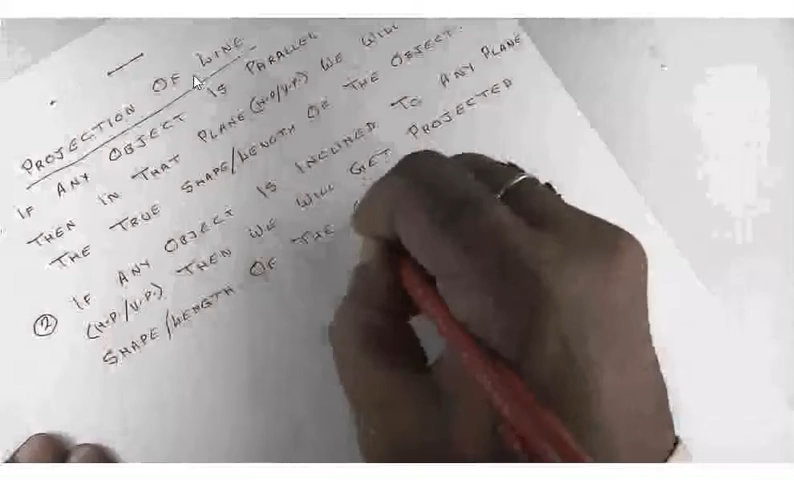 PROJECTION OF LINE
IF ANY OBJECT IS PARALLEL
THEN IN THAT PLANE (H.P/V.P.) WE WILL
THE TRUE SHAPE/LENGTH OF THE OBJECT.
② IF ANY OBJECT IS INCLINED TO ANY PLANE
(H.P./V.P.) THEN WE WILL GET PROJECTED
SHAPE/LENGTH OF THE